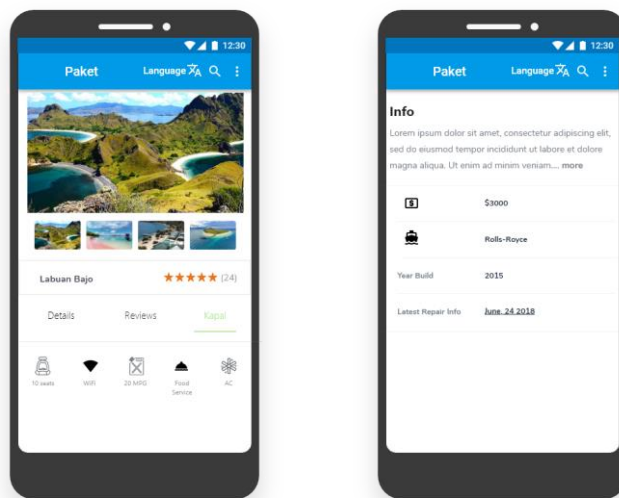 12:30
Paket Language
Labuan Bajo (24)
Details Reviews Kapal
10 seats WiFi 20 MPG Food AC
Service
12:30
Paket Language
Info
Lorem ipsum dolor sit amet, consectetur adipiscing elit,
sed do eiusmod tempor incididunt ut labore et dolore
magna aliqua. Ut enim ad minim veniam.... more
$3000
Rolls-Royce
Year Build 2015
Latest Repair Info June, 24 2018